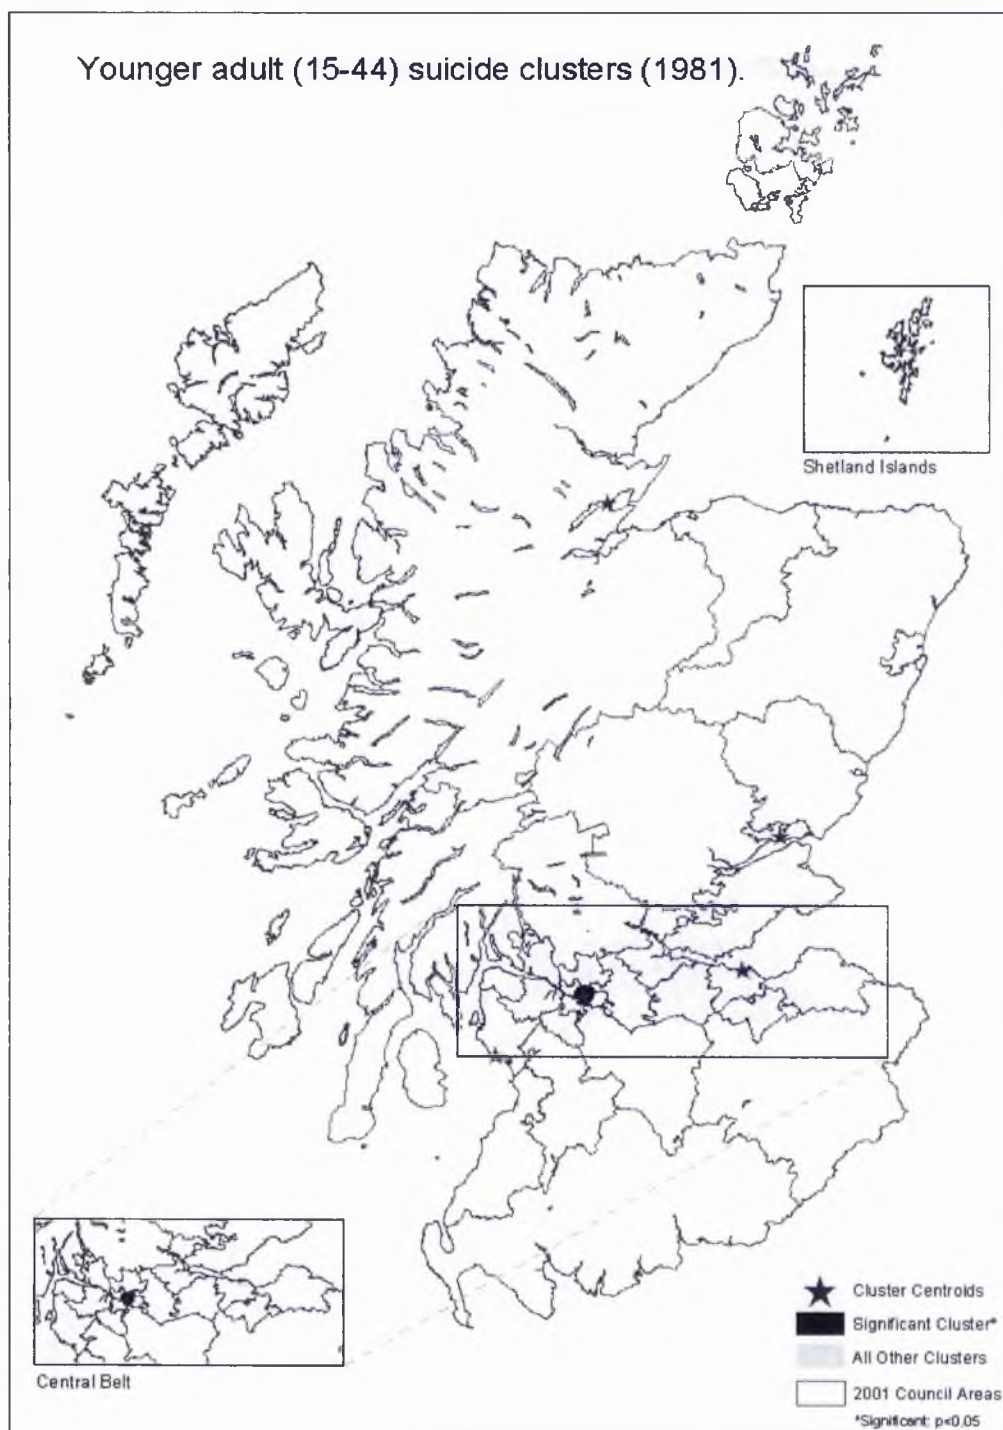 Younger adult (15-44) suicide clusters (1981).
Shetland Islands
Cluster Centroids
Significant Cluster*
All Other Clusters
2001 Council Areas
*Significant: p<0.05
Central Belt